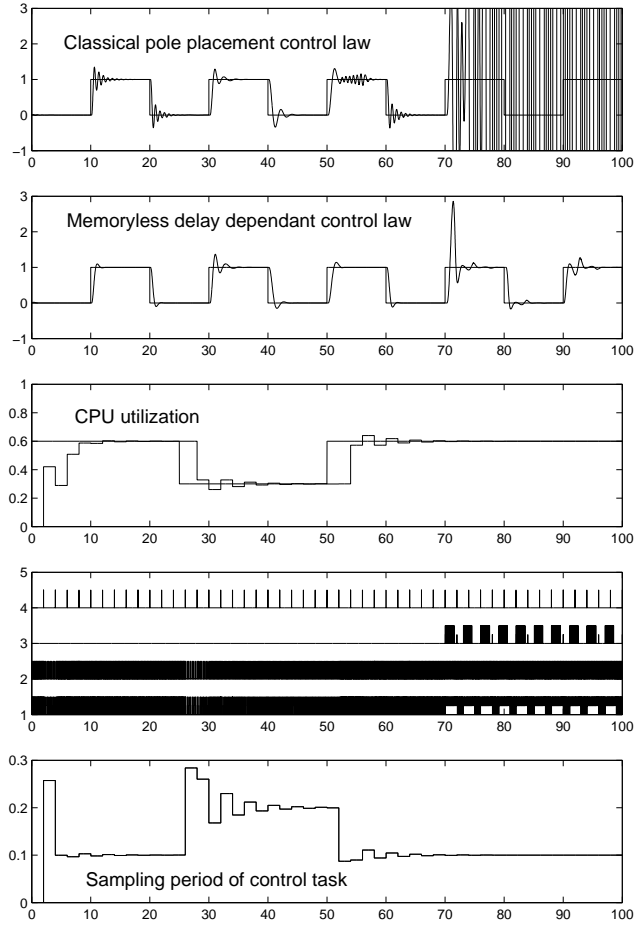 3
2
Classical pole placement control law
1
0
−1
0 10 20 30 40 50 60 70 80 90 100
3
Memoryless delay dependant control law
2
1
0
−1
0 10 20 30 40 50 60 70 80 90 100
1
0.8
CPU utilization
0.6
0.4
0.2
0
0 10 20 30 40 50 60 70 80 90 100
5
4
3
2
1
0 10 20 30 40 50 60 70 80 90 100
0.3
0.2
0.1
Sampling period of control task
0
0 10 20 30 40 50 60 70 80 90 100